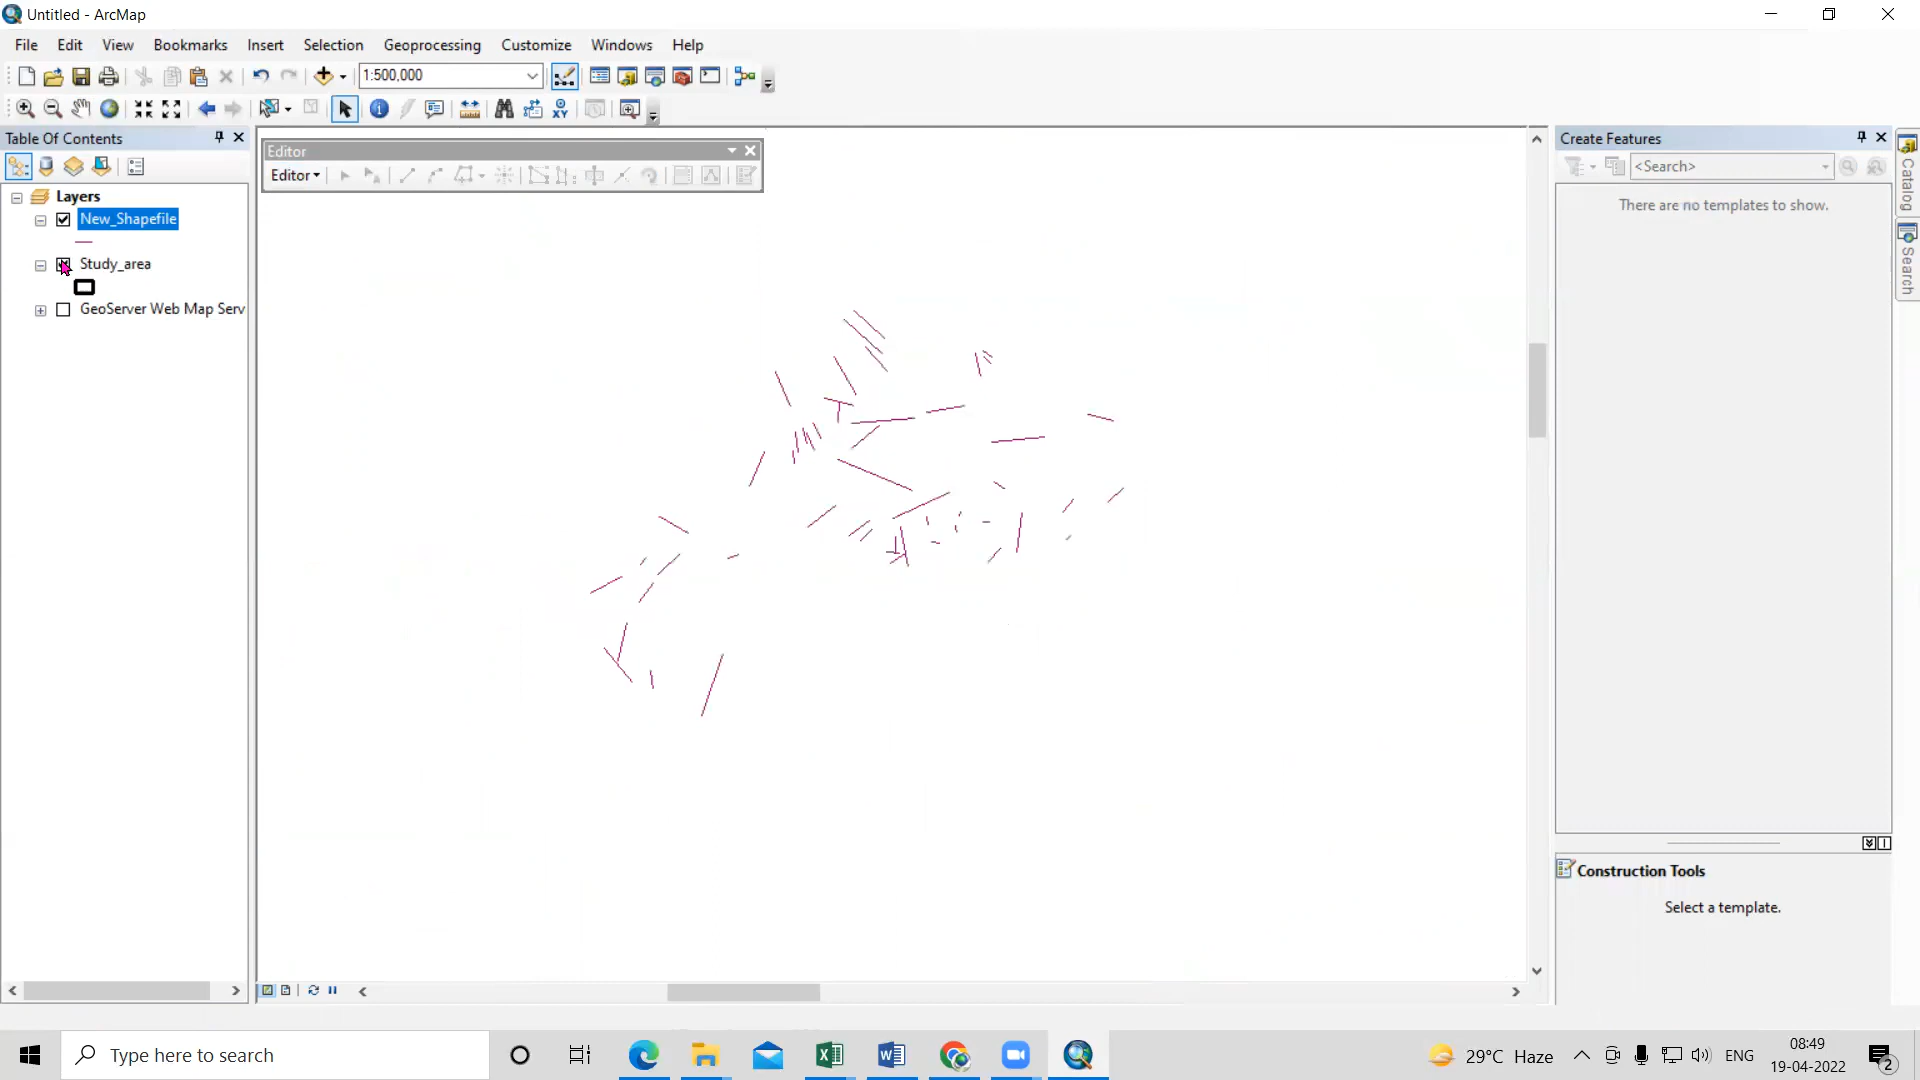 Untitled - ArcMap
File Edit View Bookmarks Insert Selection Geoprocessing Customize Windows Help
1:500,000
Table Of Contents
Layers
New_Shapefile
Study_area
GeoServer Web Map Serv
Editor
Editor
Create Features
<Search>
There are no templates to show.
Construction Tools
Select a template.
Catalog
Search
Type here to search
29°C Haze
ENG
08:49
19-04-2022
2